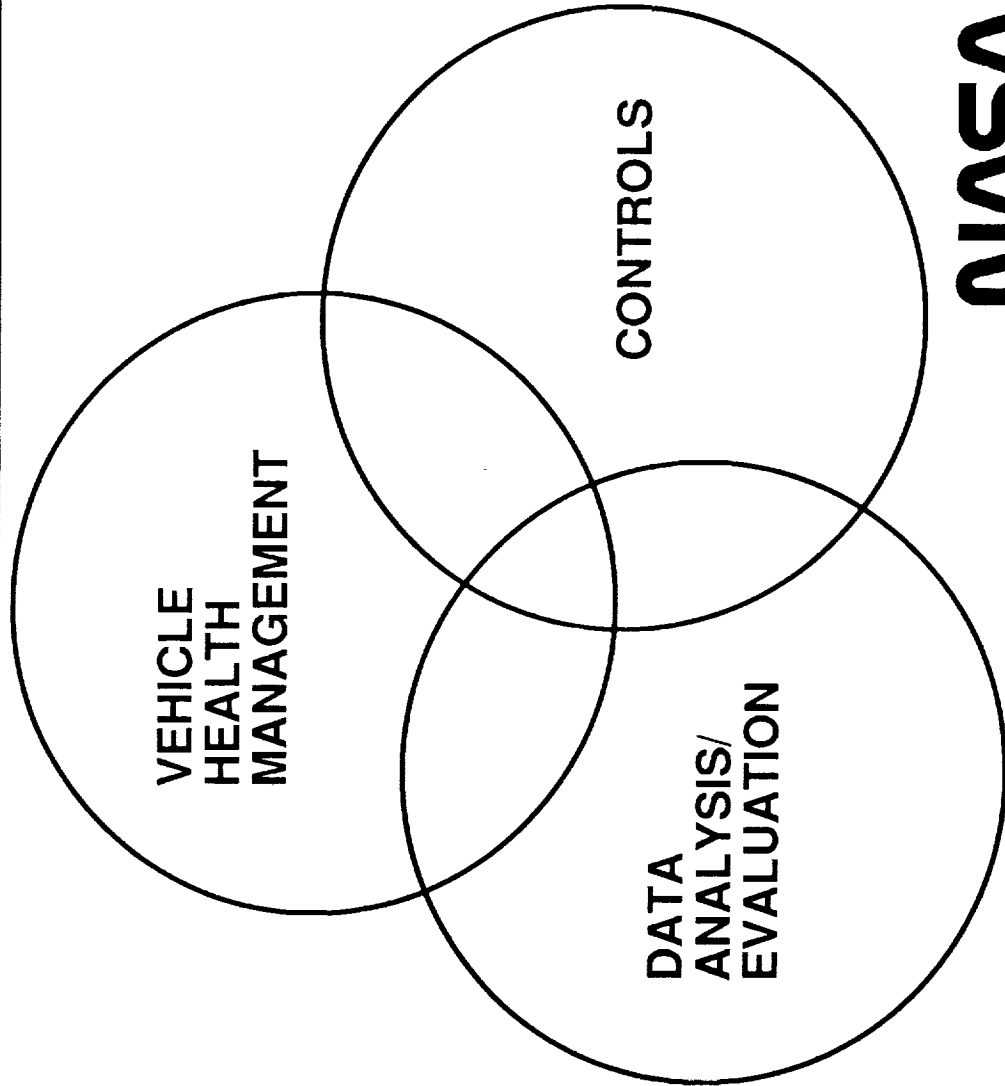 VEHICLE
HEALTH
MANAGEMENT
CONTROLS
DATA
ANALYSIS/
EVALUATION
NASA